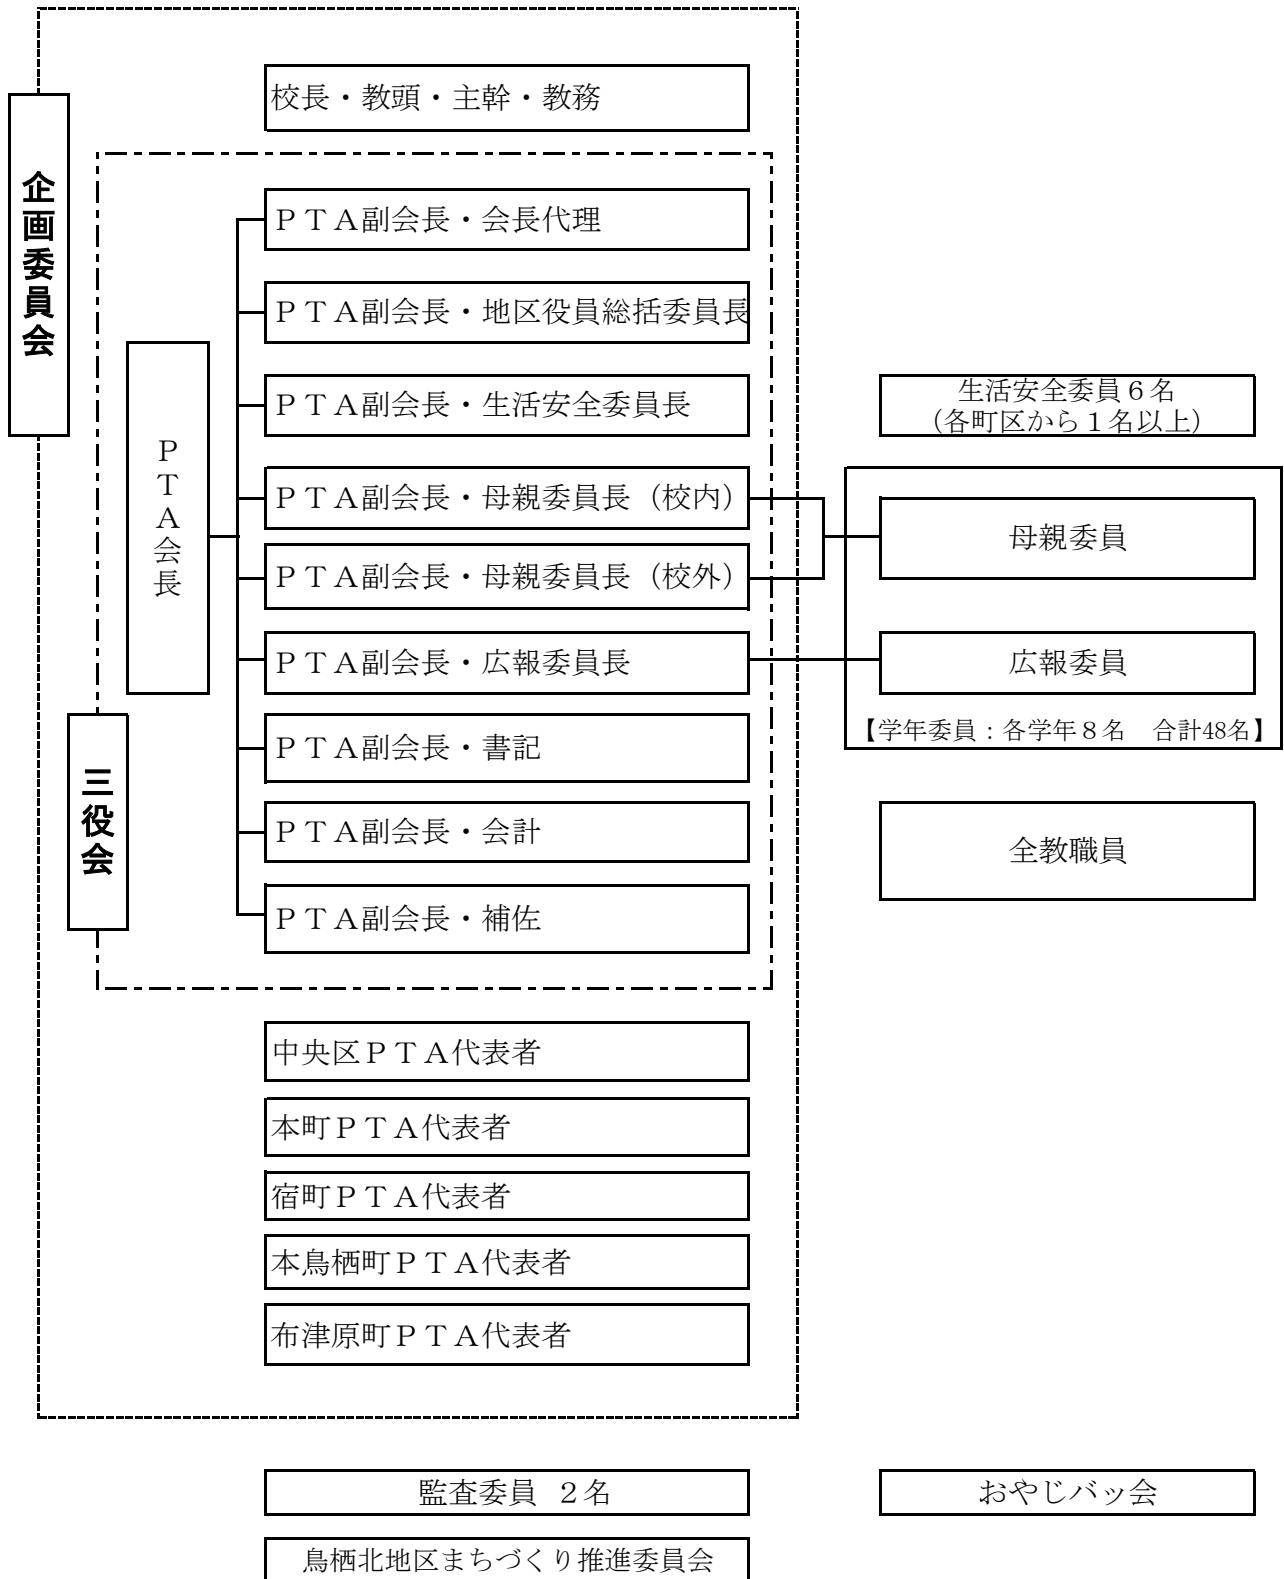 校長・教頭・主幹・教務
企画委員会
ＰＴＡ副会長・会長代理
ＰＴＡ副会長・地区役員総括委員長
ＰＴＡ副会長・生活安全委員長
生活安全委員６名
（各町区から１名以上）
ＰＴＡ会長
ＰＴＡ副会長・母親委員長（校内）
母親委員
ＰＴＡ副会長・母親委員長（校外）
ＰＴＡ副会長・広報委員長
広報委員
【学年委員：各学年８名　合計48名】
三役会
ＰＴＡ副会長・書記
ＰＴＡ副会長・会計
全教職員
ＰＴＡ副会長・補佐
中央区ＰＴＡ代表者
本町ＰＴＡ代表者
宿町ＰＴＡ代表者
本鳥栖町ＰＴＡ代表者
布津原町ＰＴＡ代表者
監査委員　２名
おやじバッ会
鳥栖北地区まちづくり推進委員会